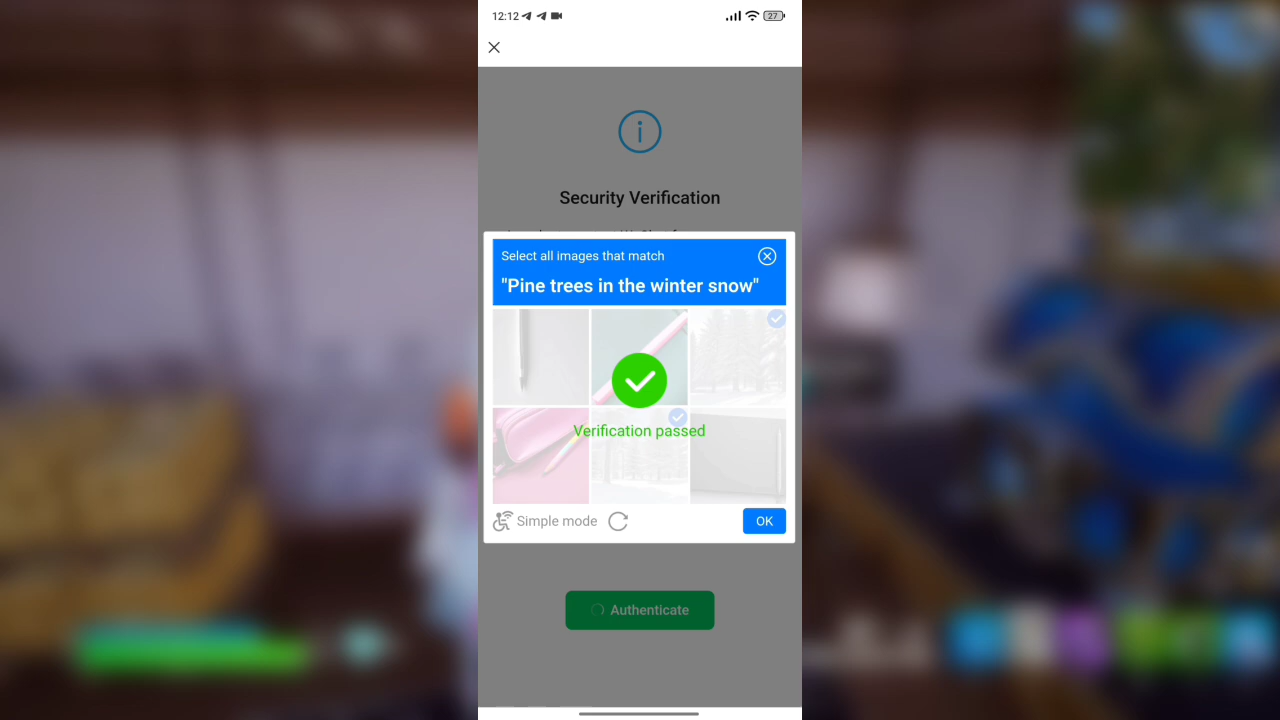 12:12
27
Security Verification
Select all images that match
"Pine trees in the winter snow"
Verification passed
Simple mode
OK
Authenticate